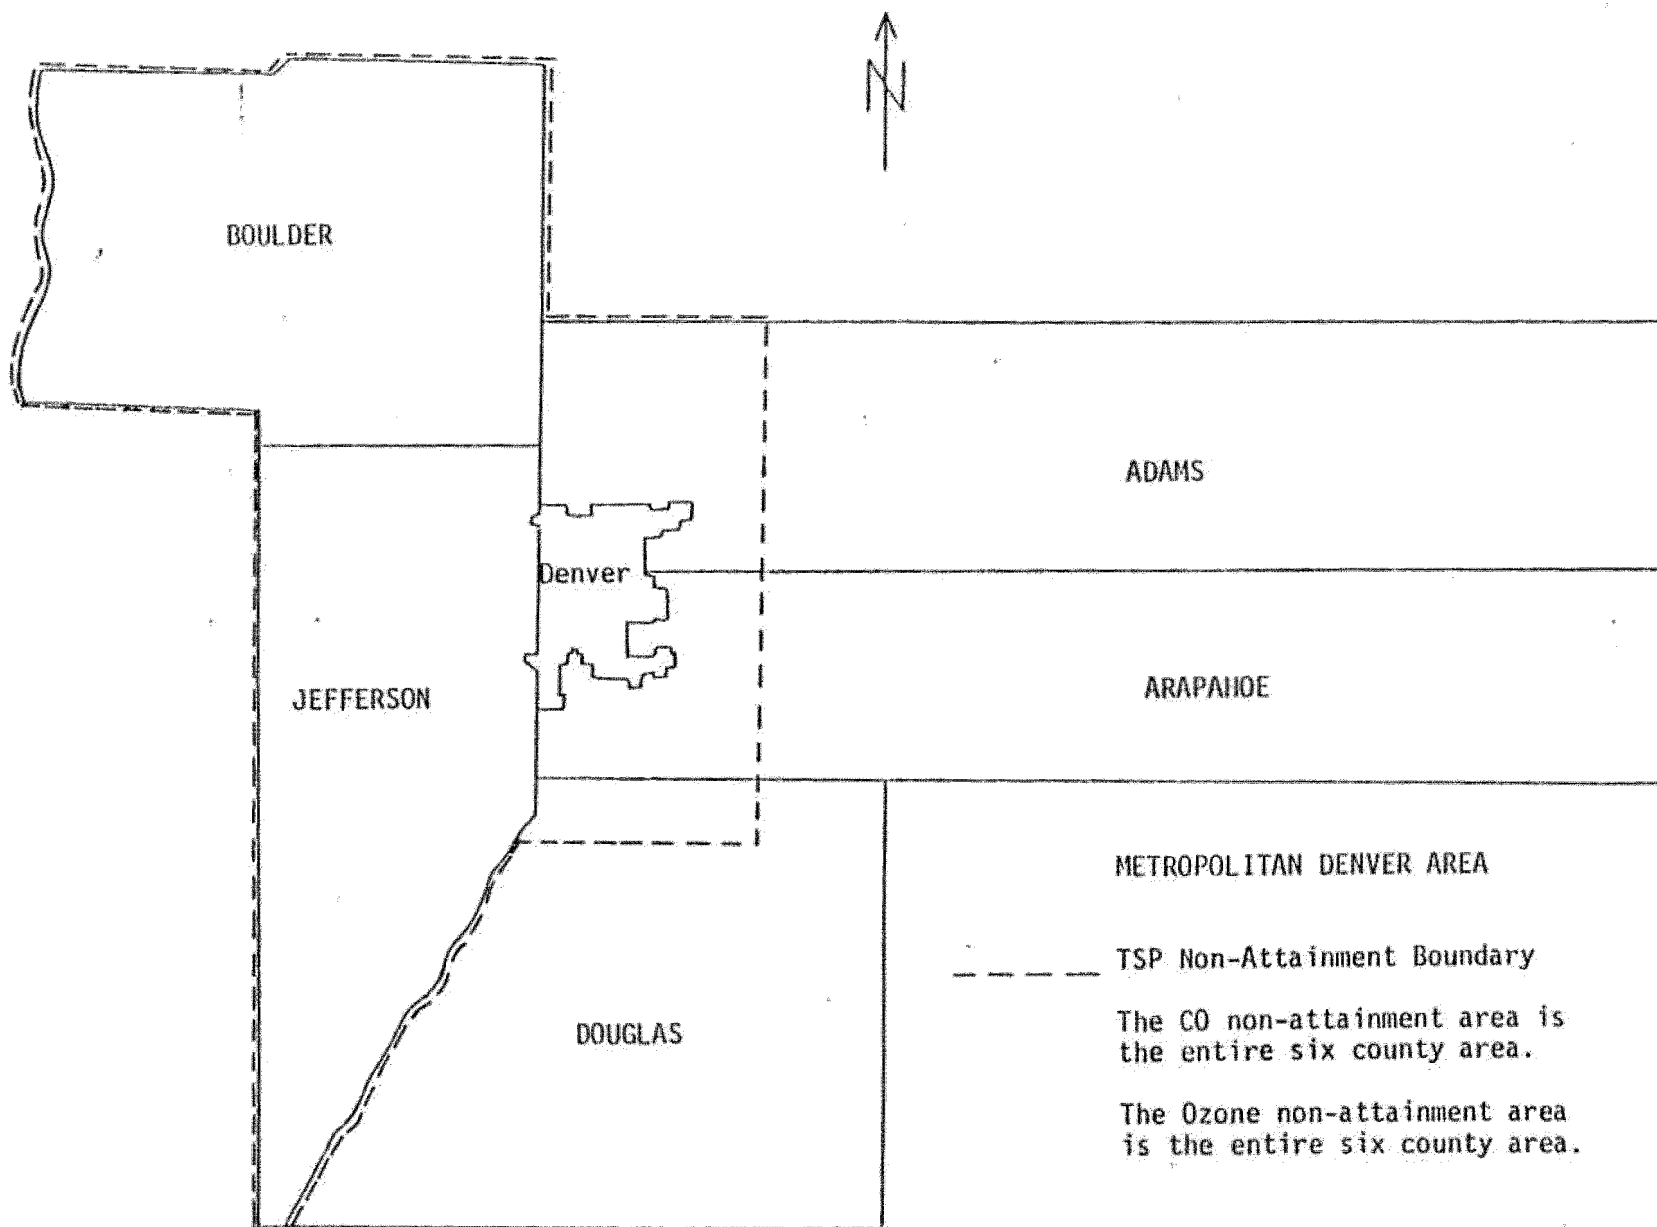 N
BOULDER
ADAMS
Denver
JEFFERSON
ARAPAHOE
METROPOLITAN DENVER AREA
TSP Non-Attainment Boundary
The CO non-attainment area is
the entire six county area.
DOUGLAS
The Ozone non-attainment area
is the entire six county area.